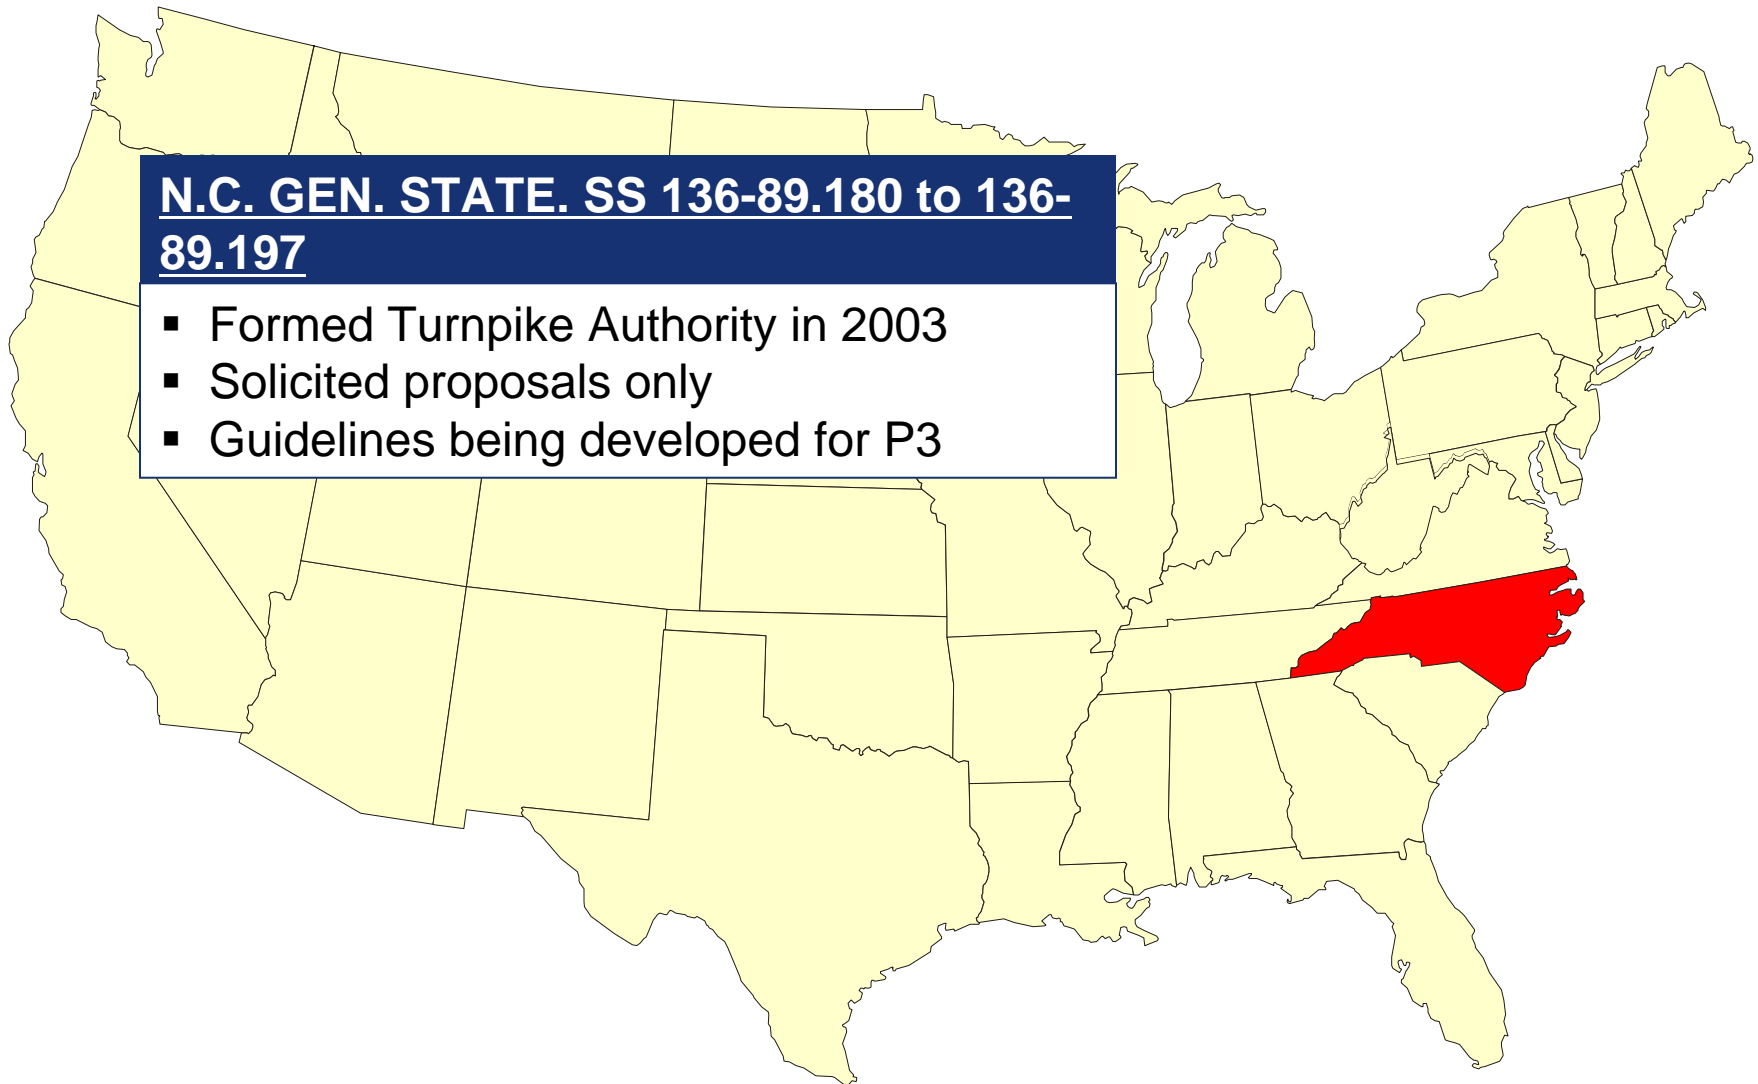 N.C. GEN. STATE. SS 136-89.180 to 136-
89.197
▪ Formed Turnpike Authority in 2003
▪ Solicited proposals only
▪ Guidelines being developed for P3